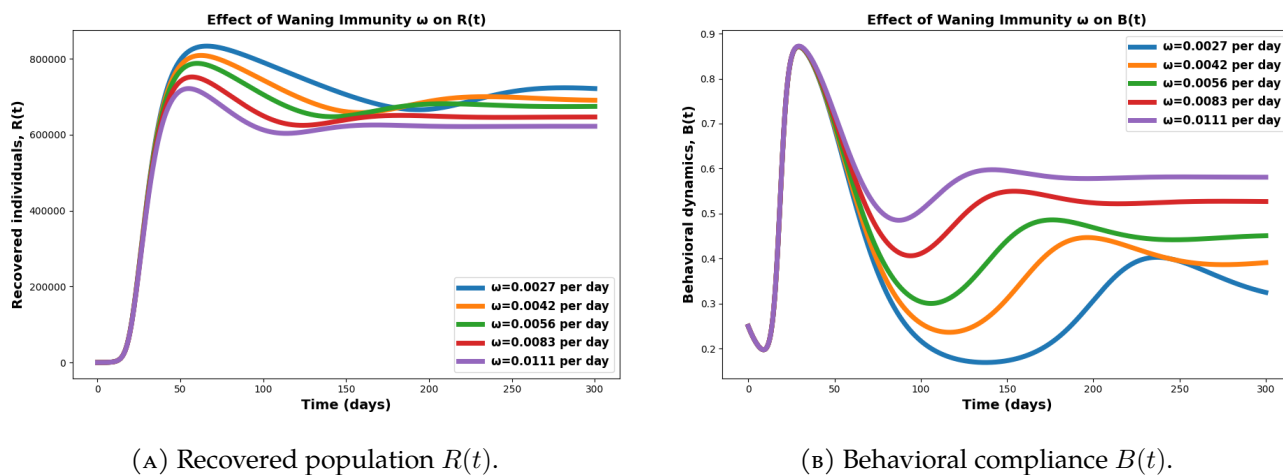 Effect of Waning Immunity ω on R(t)
Recovered individuals, R(t)
800000
600000
400000
200000
0
ω=0.0027 per day
ω=0.0042 per day
ω=0.0056 per day
ω=0.0083 per day
ω=0.0111 per day
0 50 100 150 200 250 300
Time (days)
(A) Recovered population R(t).
Effect of Waning Immunity ω on B(t)
Behavioral dynamics, B(t)
0.9
0.8
0.7
0.6
0.5
0.4
0.3
0.2
ω=0.0027 per day
ω=0.0042 per day
ω=0.0056 per day
ω=0.0083 per day
ω=0.0111 per day
0 50 100 150 200 250 300
Time (days)
(B) Behavioral compliance B(t).